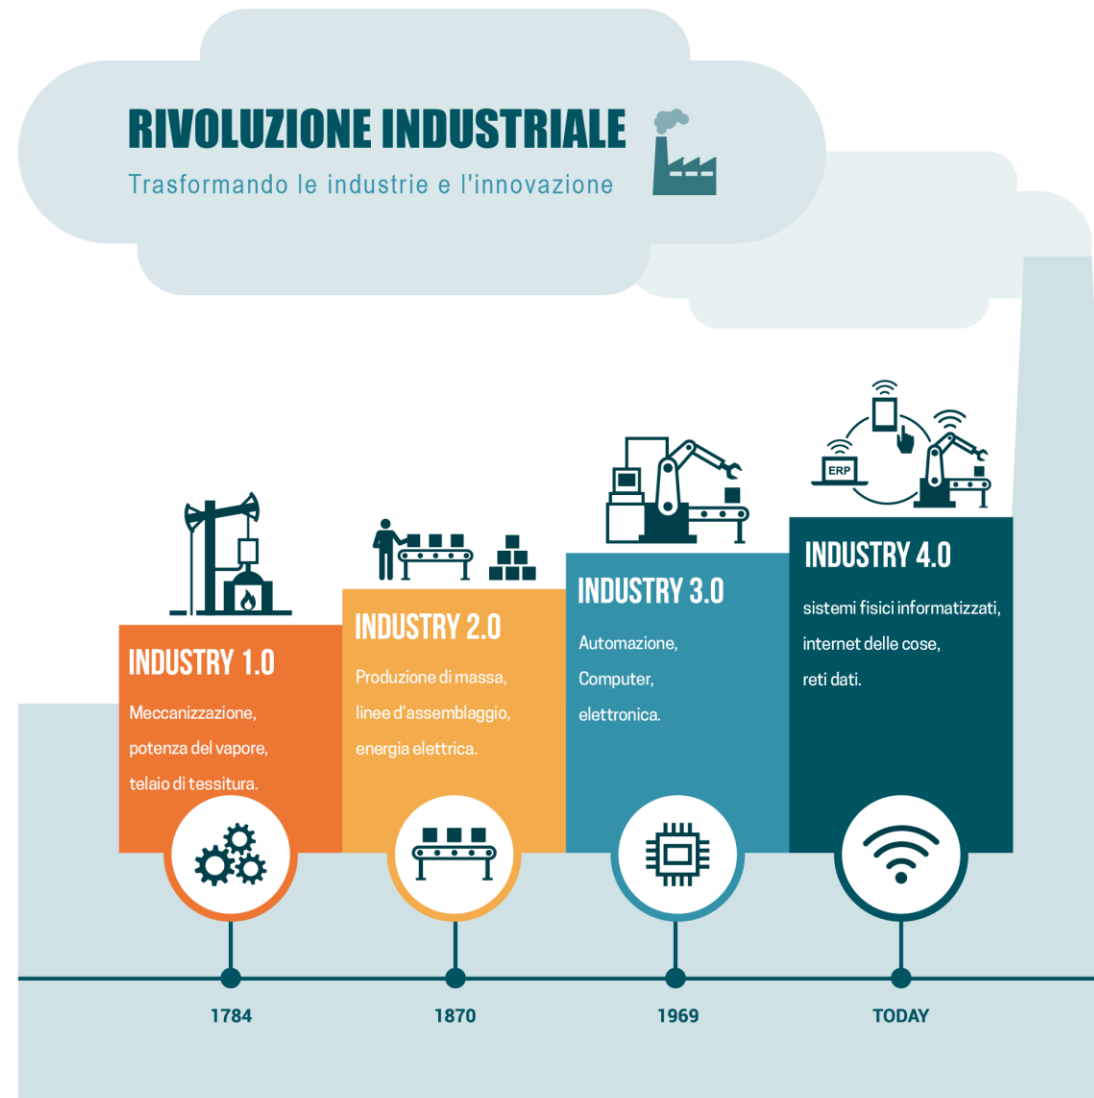 RIVOLUZIONE INDUSTRIALE
Trasformando le industrie e l'innovazione
INDUSTRY 1.0
Meccanizzazione,
potenza del vapore,
telaio di tessitura.
INDUSTRY 2.0
Produzione di massa,
linee d'assemblaggio,
energia elettrica.
INDUSTRY 3.0
Automazione,
Computer,
elettronica.
ERP
INDUSTRY 4.0
sistemi fisici informatizzati,
internet delle cose,
reti dati.
1784
1870
1969
TODAY